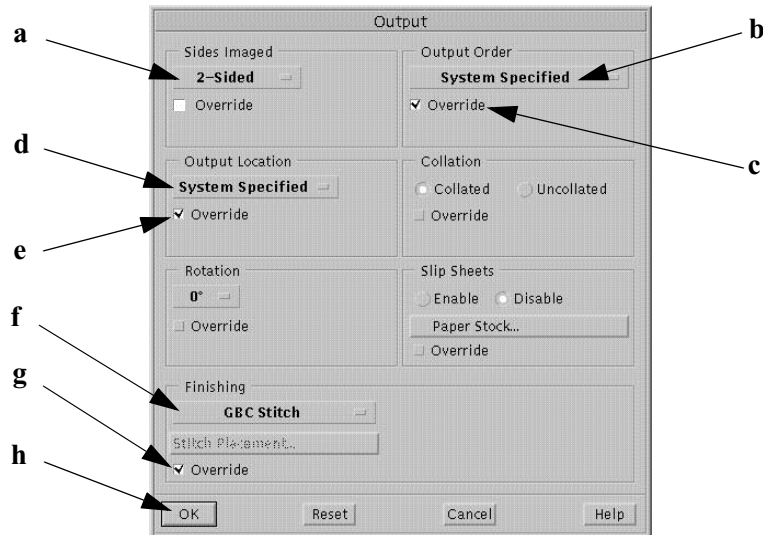 Output
a
b
c
d
e
f
g
h
Sides Imaged
2-Sided
Override
Output Order
System Specified
Override
Output Location
System Specified
Override
Collation
Collated
Uncollated
Override
Rotation
0°
Override
Slip Sheets
Enable
Disable
Paper Stock...
Override
Finishing
GBC Stitch
Stitch Placement...
Override
OK
Reset
Cancel
Help